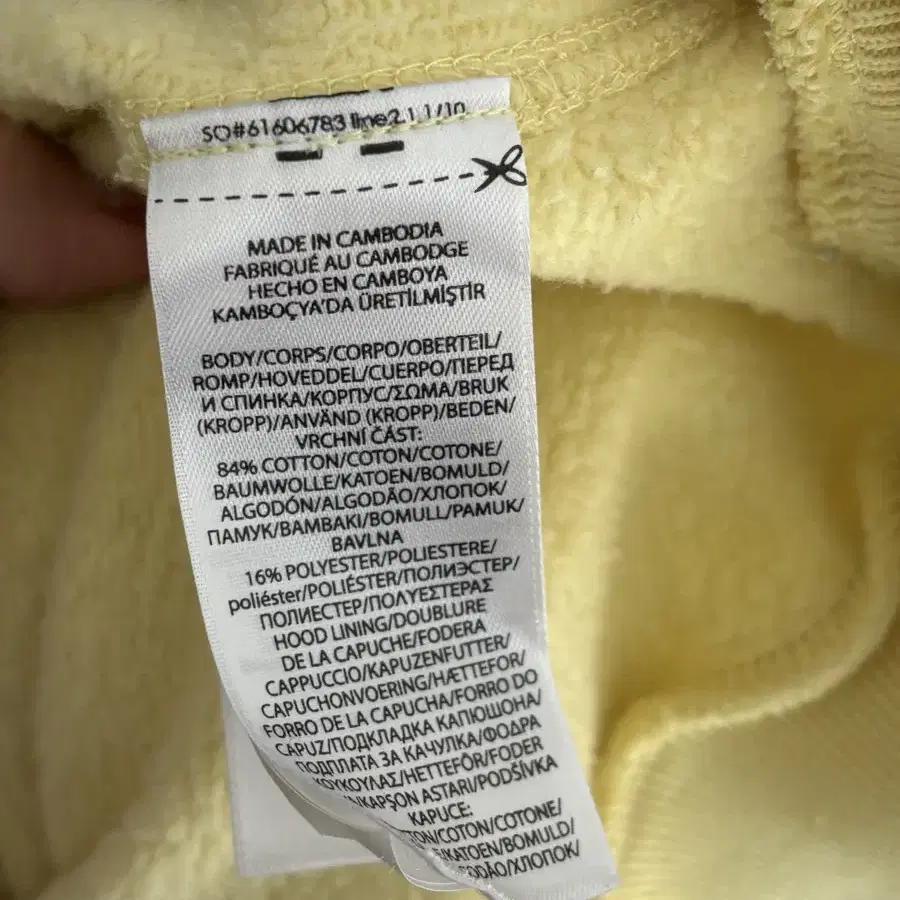 SO#61606783 line2.1 1/10
MADE IN CAMBODIA
FABRIQUÉ AU CAMBODGE
HECHO EN CAMBOYA
KAMBOÇYA'DA ÜRETİLMİŞTİR
BODY/CORPS/CORPO/OBERTEIL/
ROMP/HOVEDDEL/CUERPO/ПЕРЕД
И СПИНКА/КОРПУС/ΣΩΜΑ/BRUK
(KROPP)/ANVÄND (KROPP)/BEDEN/
VRCHNÍ ČÁST:
84% COTTON/COTON/COTONE/
BAUMWOLLE/KATOEN/BOMULD/
ALGODÓN/ALGODÃO/ХЛОПОК/
ПАМУК/ΒΑΜΒΑΚΙ/BOMULL/PAMUK/
BAVLNA
16% POLYESTER/POLIESTERE/
poliéster/POLIÉSTER/ПОЛИЭСТЕР/
ПОЛИЕСТЕР/ΠΟΛΥΕΣΤΕΡΑΣ
HOOD LINING/DOUBLURE
DE LA CAPUCHE/FODERA
CAPPUCCIO/KAPUZENFUTTER/
CAPUCHONVOERING/HÆTTEFOR/
FORRO DE LA CAPUCHA/FORRO DO
CAPUZ/ПОДКЛАДКА КАПЮШОНА/
ПОДПЛАТА ЗА КАЧУЛКА/ΦΟΔΡΑ
ΚΟΥΚΟΥΛΑΣ/HETTEFÔR/FODER
/KAPŞON ASTARI/PODŠÍVKA
KAPUCE:
/COTON/COTONE/
/KATOEN/BOMULD/
/ХЛОПОК/